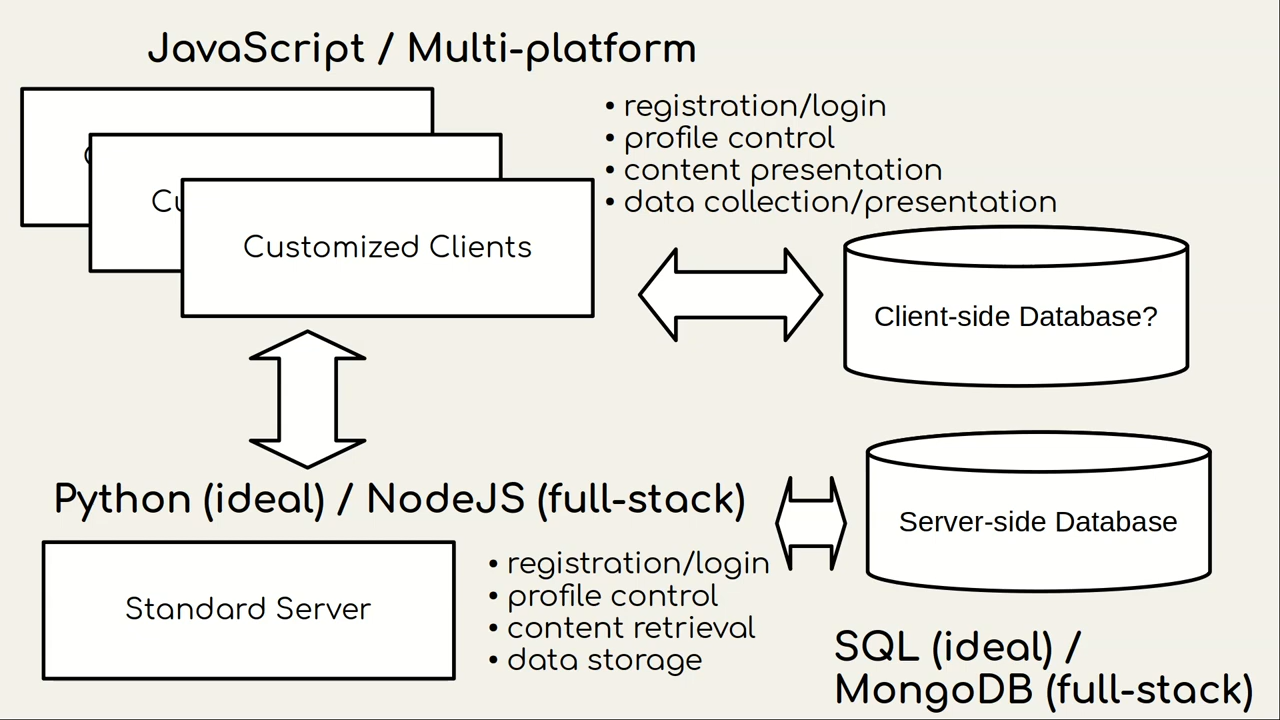 JavaScript / Multi-platform
• registration/login
• profile control
• content presentation
• data collection/presentation
Customized Clients
Client-side Database?
Python (ideal) / NodeJS (full-stack)
Server-side Database
Standard Server
• registration/login
• profile control
• content retrieval
• data storage
SQL (ideal) /
MongoDB (full-stack)